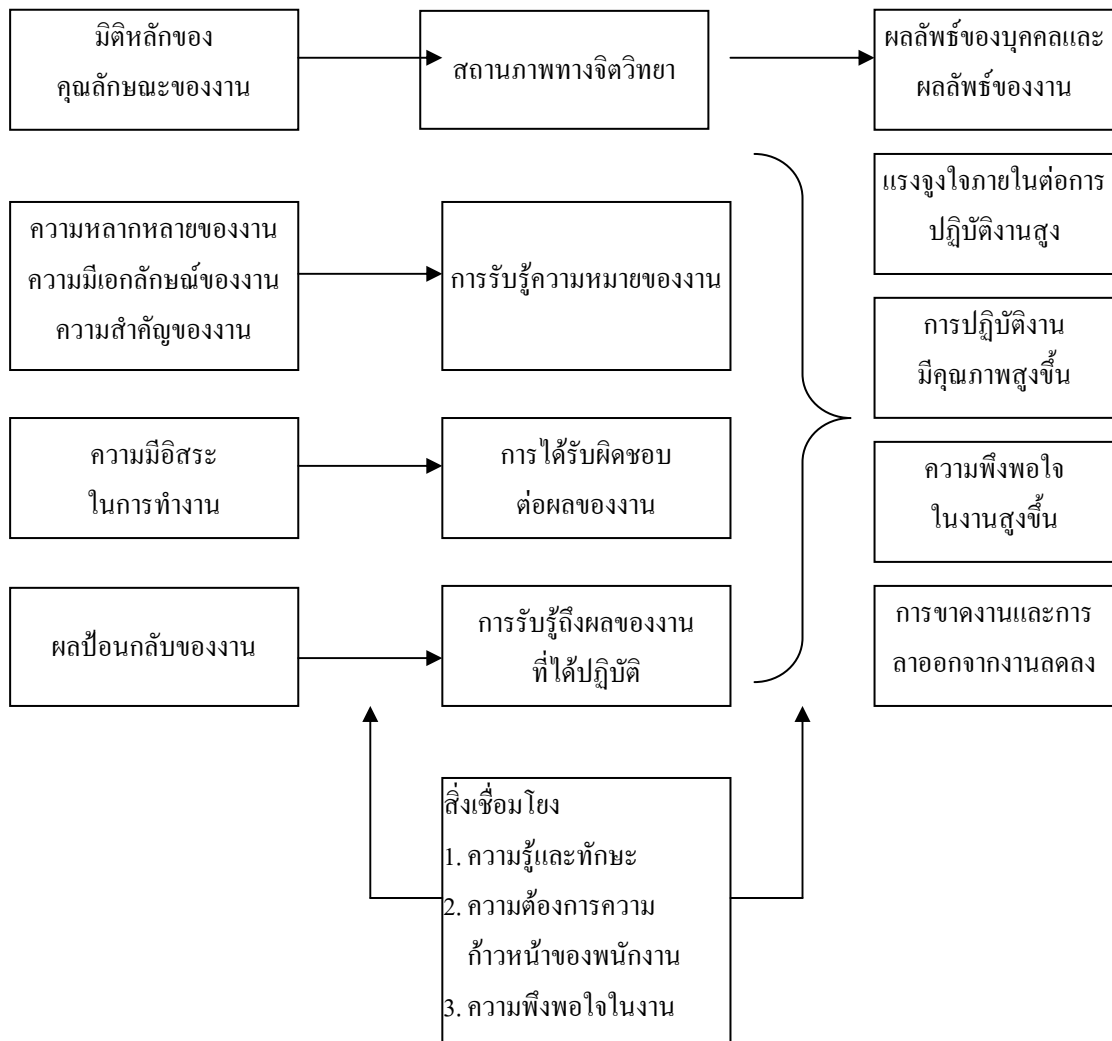 มิติหลักของ
คุณลักษณะของงาน
สถานภาพทางจิตวิทยา
ผลลัพธ์ของบุคคลและ
ผลลัพธ์ของงาน
ความหลากหลายของงาน
ความมีเอกลักษณ์ของงาน
ความสำคัญของงาน
การรับรู้ความหมายของงาน
แรงจูงใจภายในต่อการ
ปฏิบัติงานสูง
การปฏิบัติงาน
มีคุณภาพสูงขึ้น
ความมีอิสระ
ในการทำงาน
การได้รับผิดชอบ
ต่อผลของงาน
ความพึงพอใจ
ในงานสูงขึ้น
ผลป้อนกลับของงาน
การรับรู้ถึงผลของงาน
ที่ได้ปฏิบัติ
การขาดงานและการ
ลาออกจากงานลดลง
สิ่งเชื่อมโยง
1. ความรู้และทักษะ
2. ความต้องการความ
ก้าวหน้าของพนักงาน
3. ความพึงพอใจในงาน